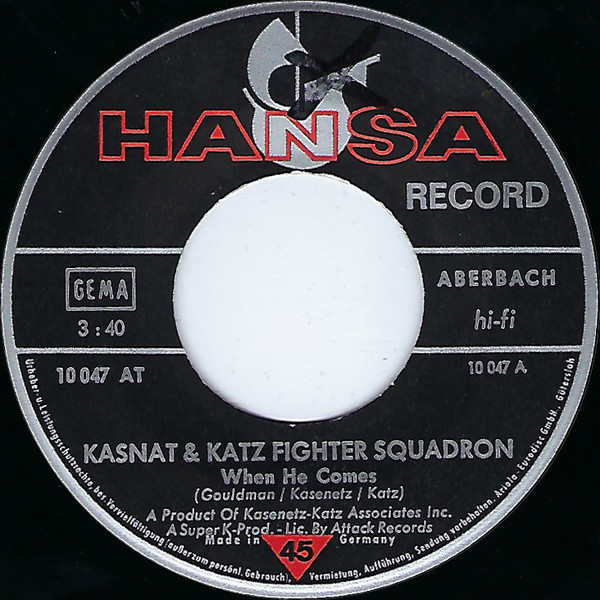 HANSA
RECORD
GEMA
3:40
10 047 AT
ABERBACH
hi-fi
10 047 A
KASNAT & KATZ FIGHTER SQUADRON
When He Comes
(Gouldman / Kasenetz / Katz)
A Product Of Kasenetz-Katz Associates Inc.
A Super K-Prod. - Lic. By Attack Records
Made in Germany
45
Urheber- u. Leistungsschutzrechte, bes. Vervielfältigung (außer zum persönl. Gebrauch), Vermietung, Aufführung, Sendung vorbehalten. Ariola-Eurodisc GmbH. Gütersloh